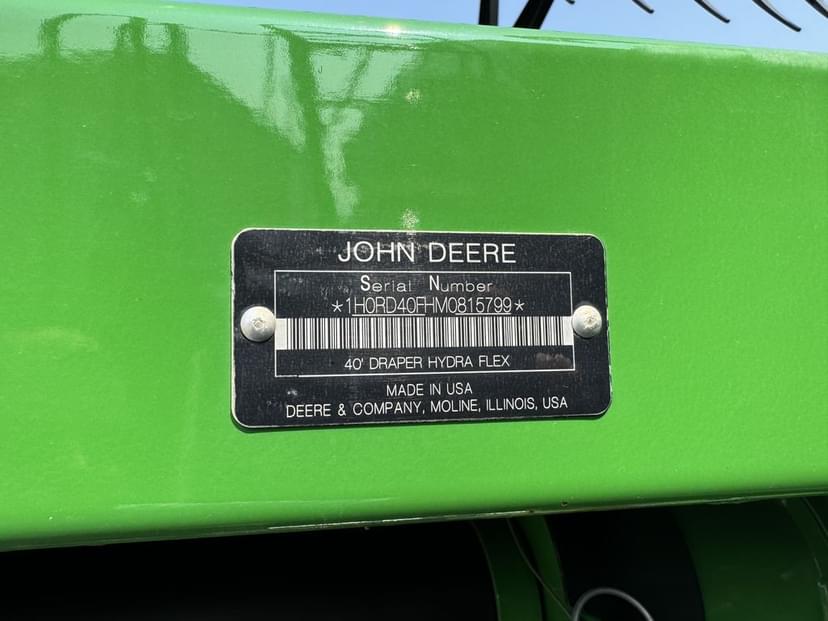 JOHN DEERE
Serial Number
*1H0RD40FHM0815799*
40' DRAPER HYDRA FLEX
MADE IN USA
DEERE & COMPANY, MOLINE, ILLINOIS, USA